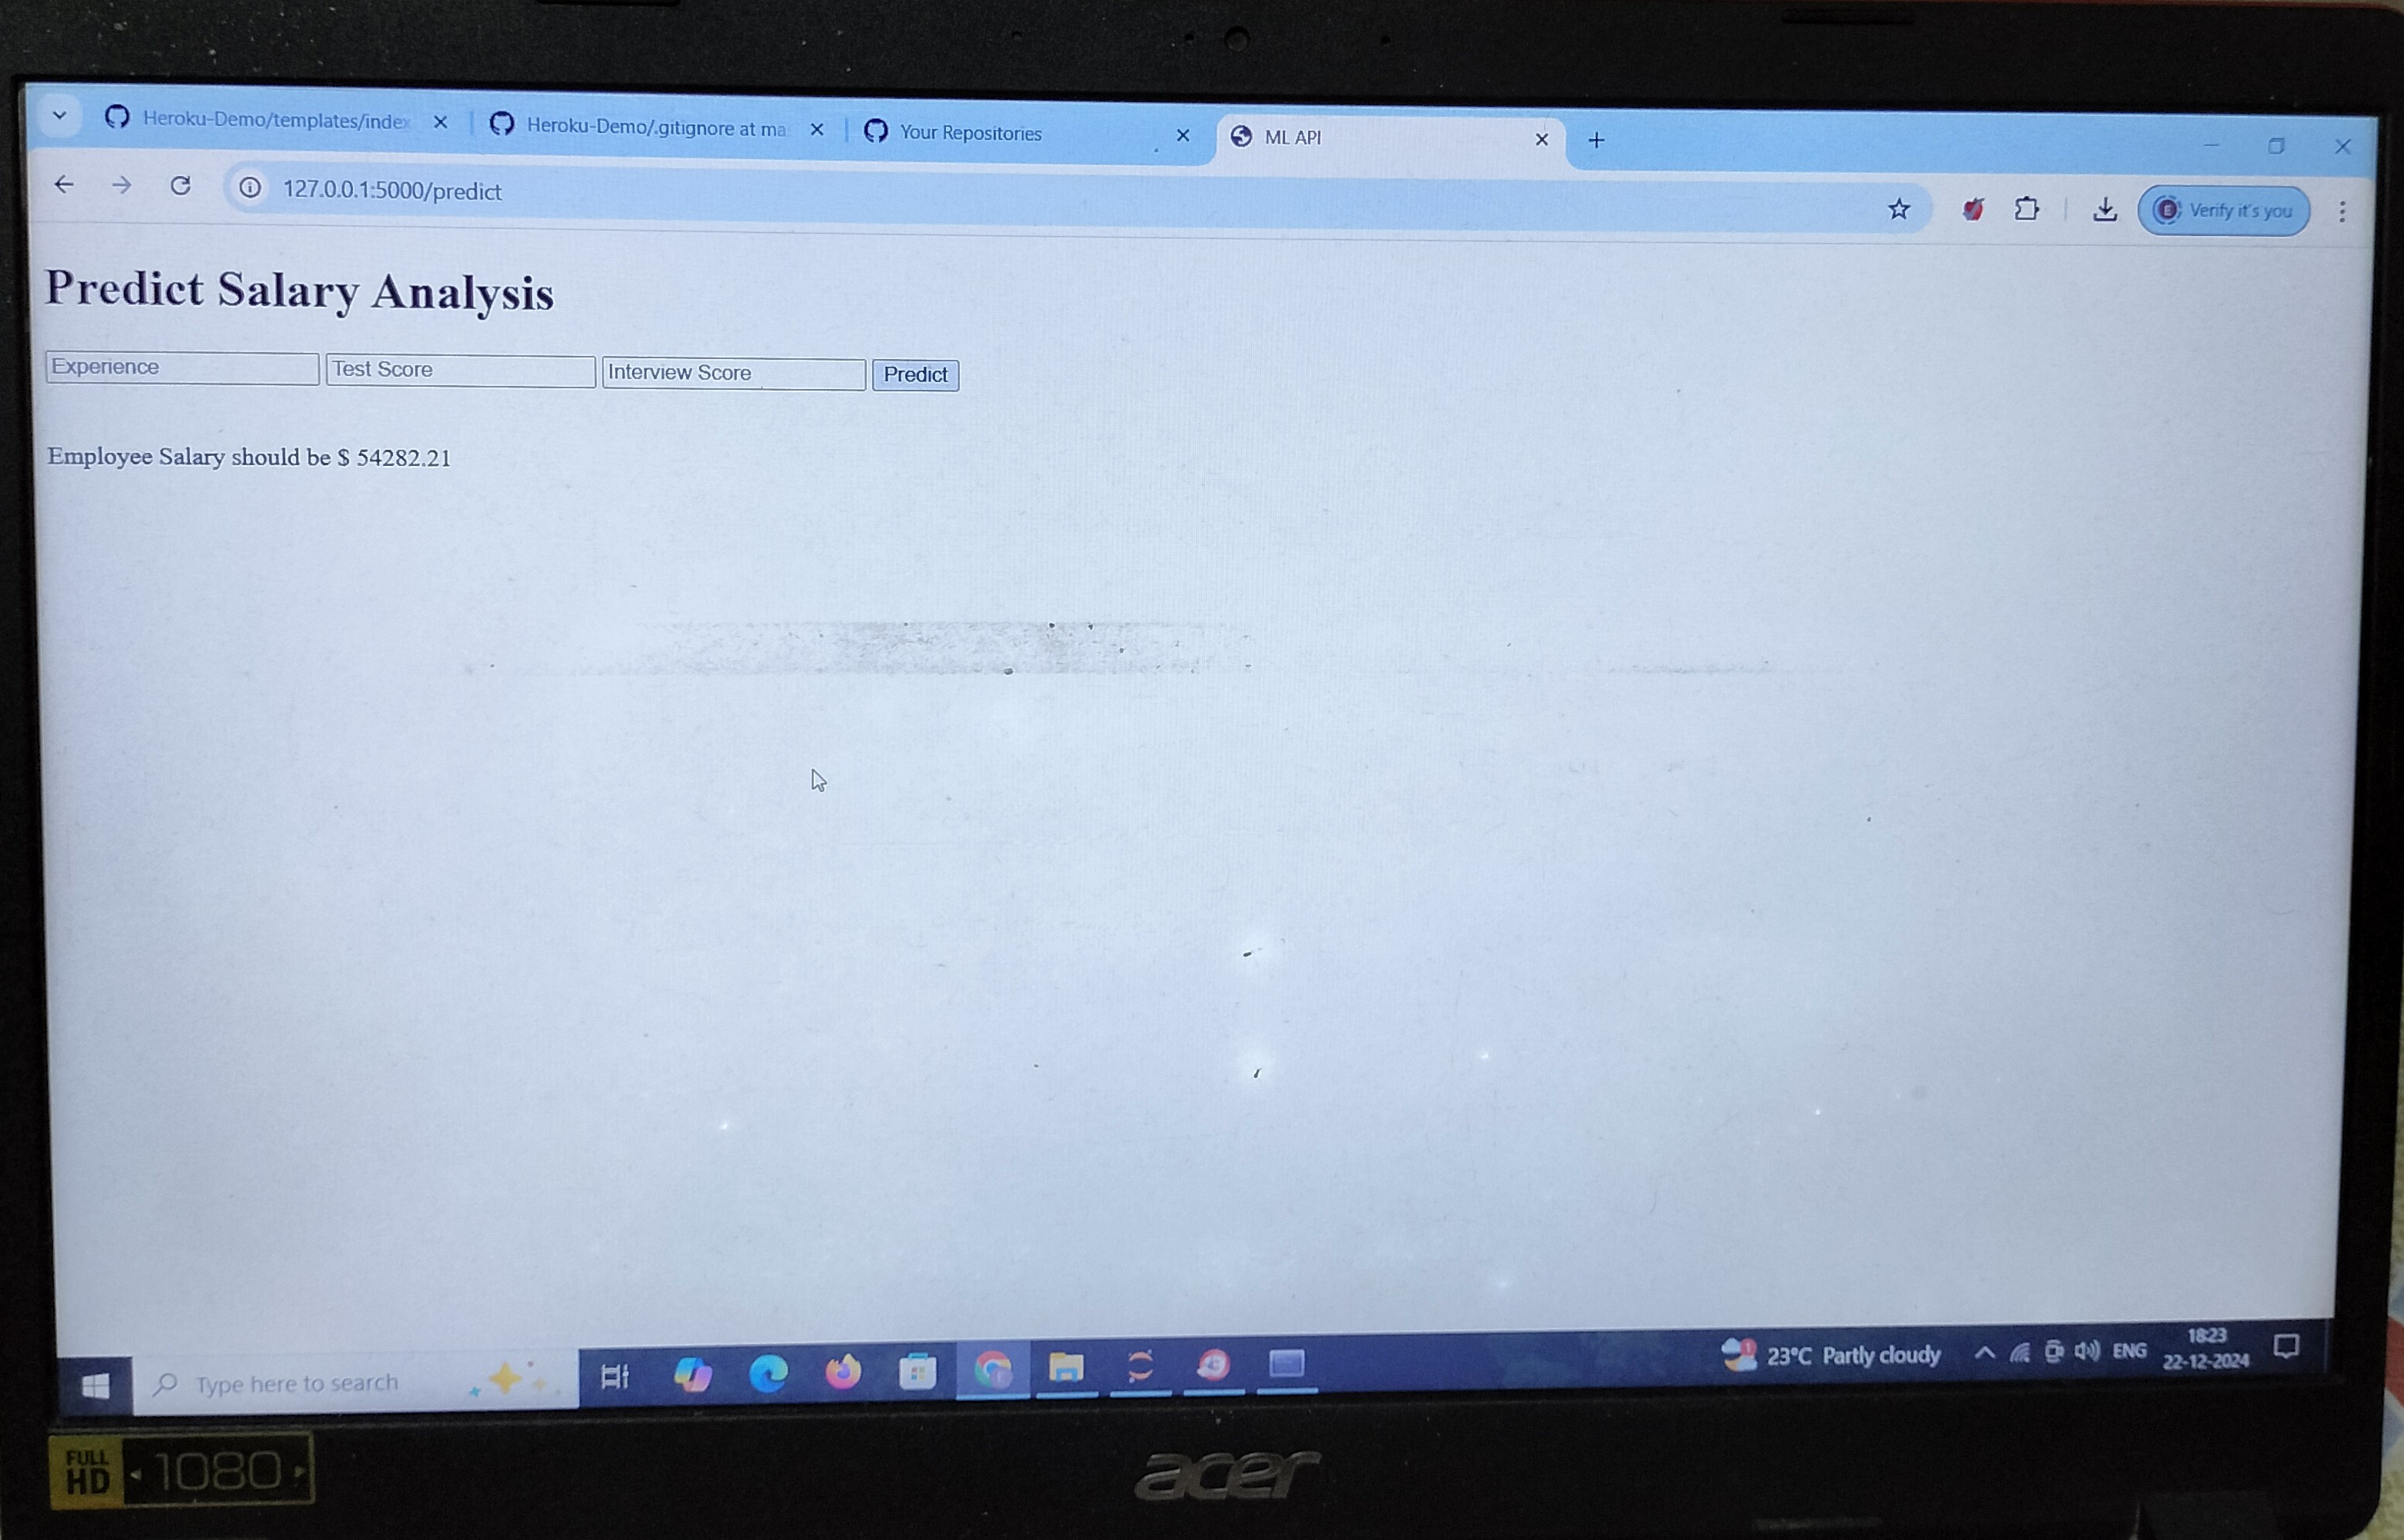 Heroku-Demo/templates/index
Heroku-Demo/.gitignore at ma
Your Repositories
ML API
127.0.0.1:5000/predict
Verify it's you
Predict Salary Analysis
Experience Test Score Interview Score Predict
Employee Salary should be $ 54282.21
Type here to search
23°C Partly cloudy
ENG
18:23
22-12-2024
FULL HD 1080
acer